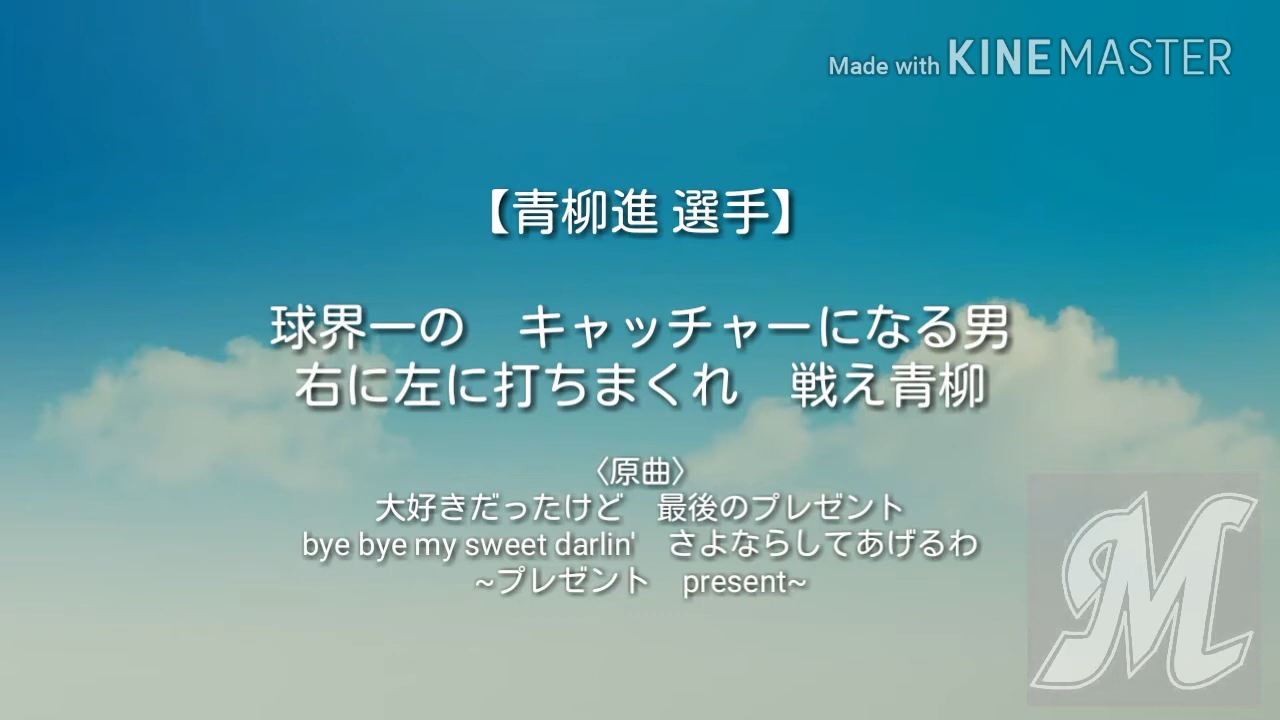 Made with KINEMASTER
【青柳進 選手】
球界一の　キャッチャーになる男
右に左に打ちまくれ　戦え青柳
〈原曲〉
大好きだったけど　最後のプレゼント
bye bye my sweet darlin'　さよならしてあげるわ
~プレゼント　present~
M